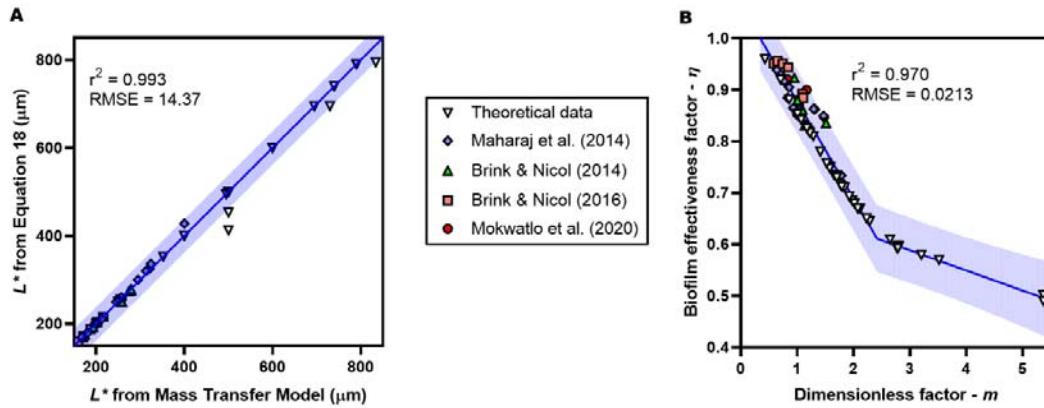 A
L* from Equation 18 (μm)
800
600
400
200
r² = 0.993
RMSE = 14.37
200 400 600 800
L* from Mass Transfer Model (μm)
Theoretical data
Maharaj et al. (2014)
Brink & Nicol (2014)
Brink & Nicol (2016)
Mokwatlo et al. (2020)
B
Biofilm effectiveness factor - η
1.0
0.9
0.8
0.7
0.6
0.5
0.4
r² = 0.970
RMSE = 0.0213
0 1 2 3 4 5
Dimensionless factor - m